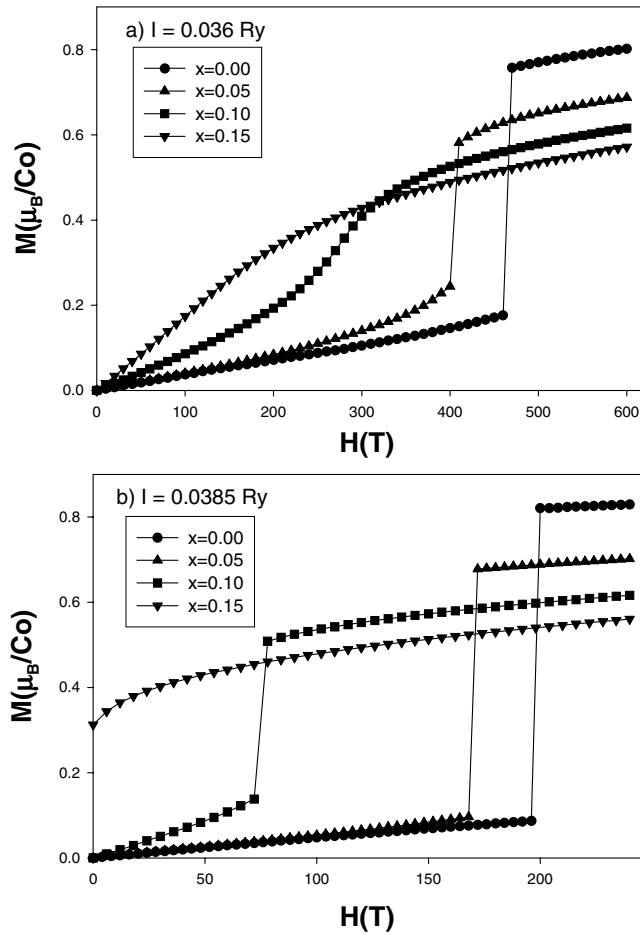 a) I = 0.036 Ry
x=0.00
x=0.05
x=0.10
x=0.15
M(μB/Co)
0.8
0.6
0.4
0.2
0.0
0 100 200 300 400 500 600
H(T)
b) I = 0.0385 Ry
x=0.00
x=0.05
x=0.10
x=0.15
M(μB/Co)
0.8
0.6
0.4
0.2
0.0
0 50 100 150 200
H(T)